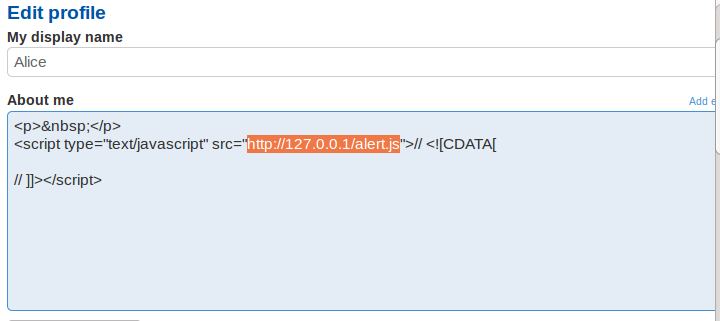 Edit profile
My display name
Alice
About me
Add e
<p>&nbsp;</p>
<script type="text/javascript" src="http://127.0.0.1/alert.js">// <![CDATA[
// ]]></script>